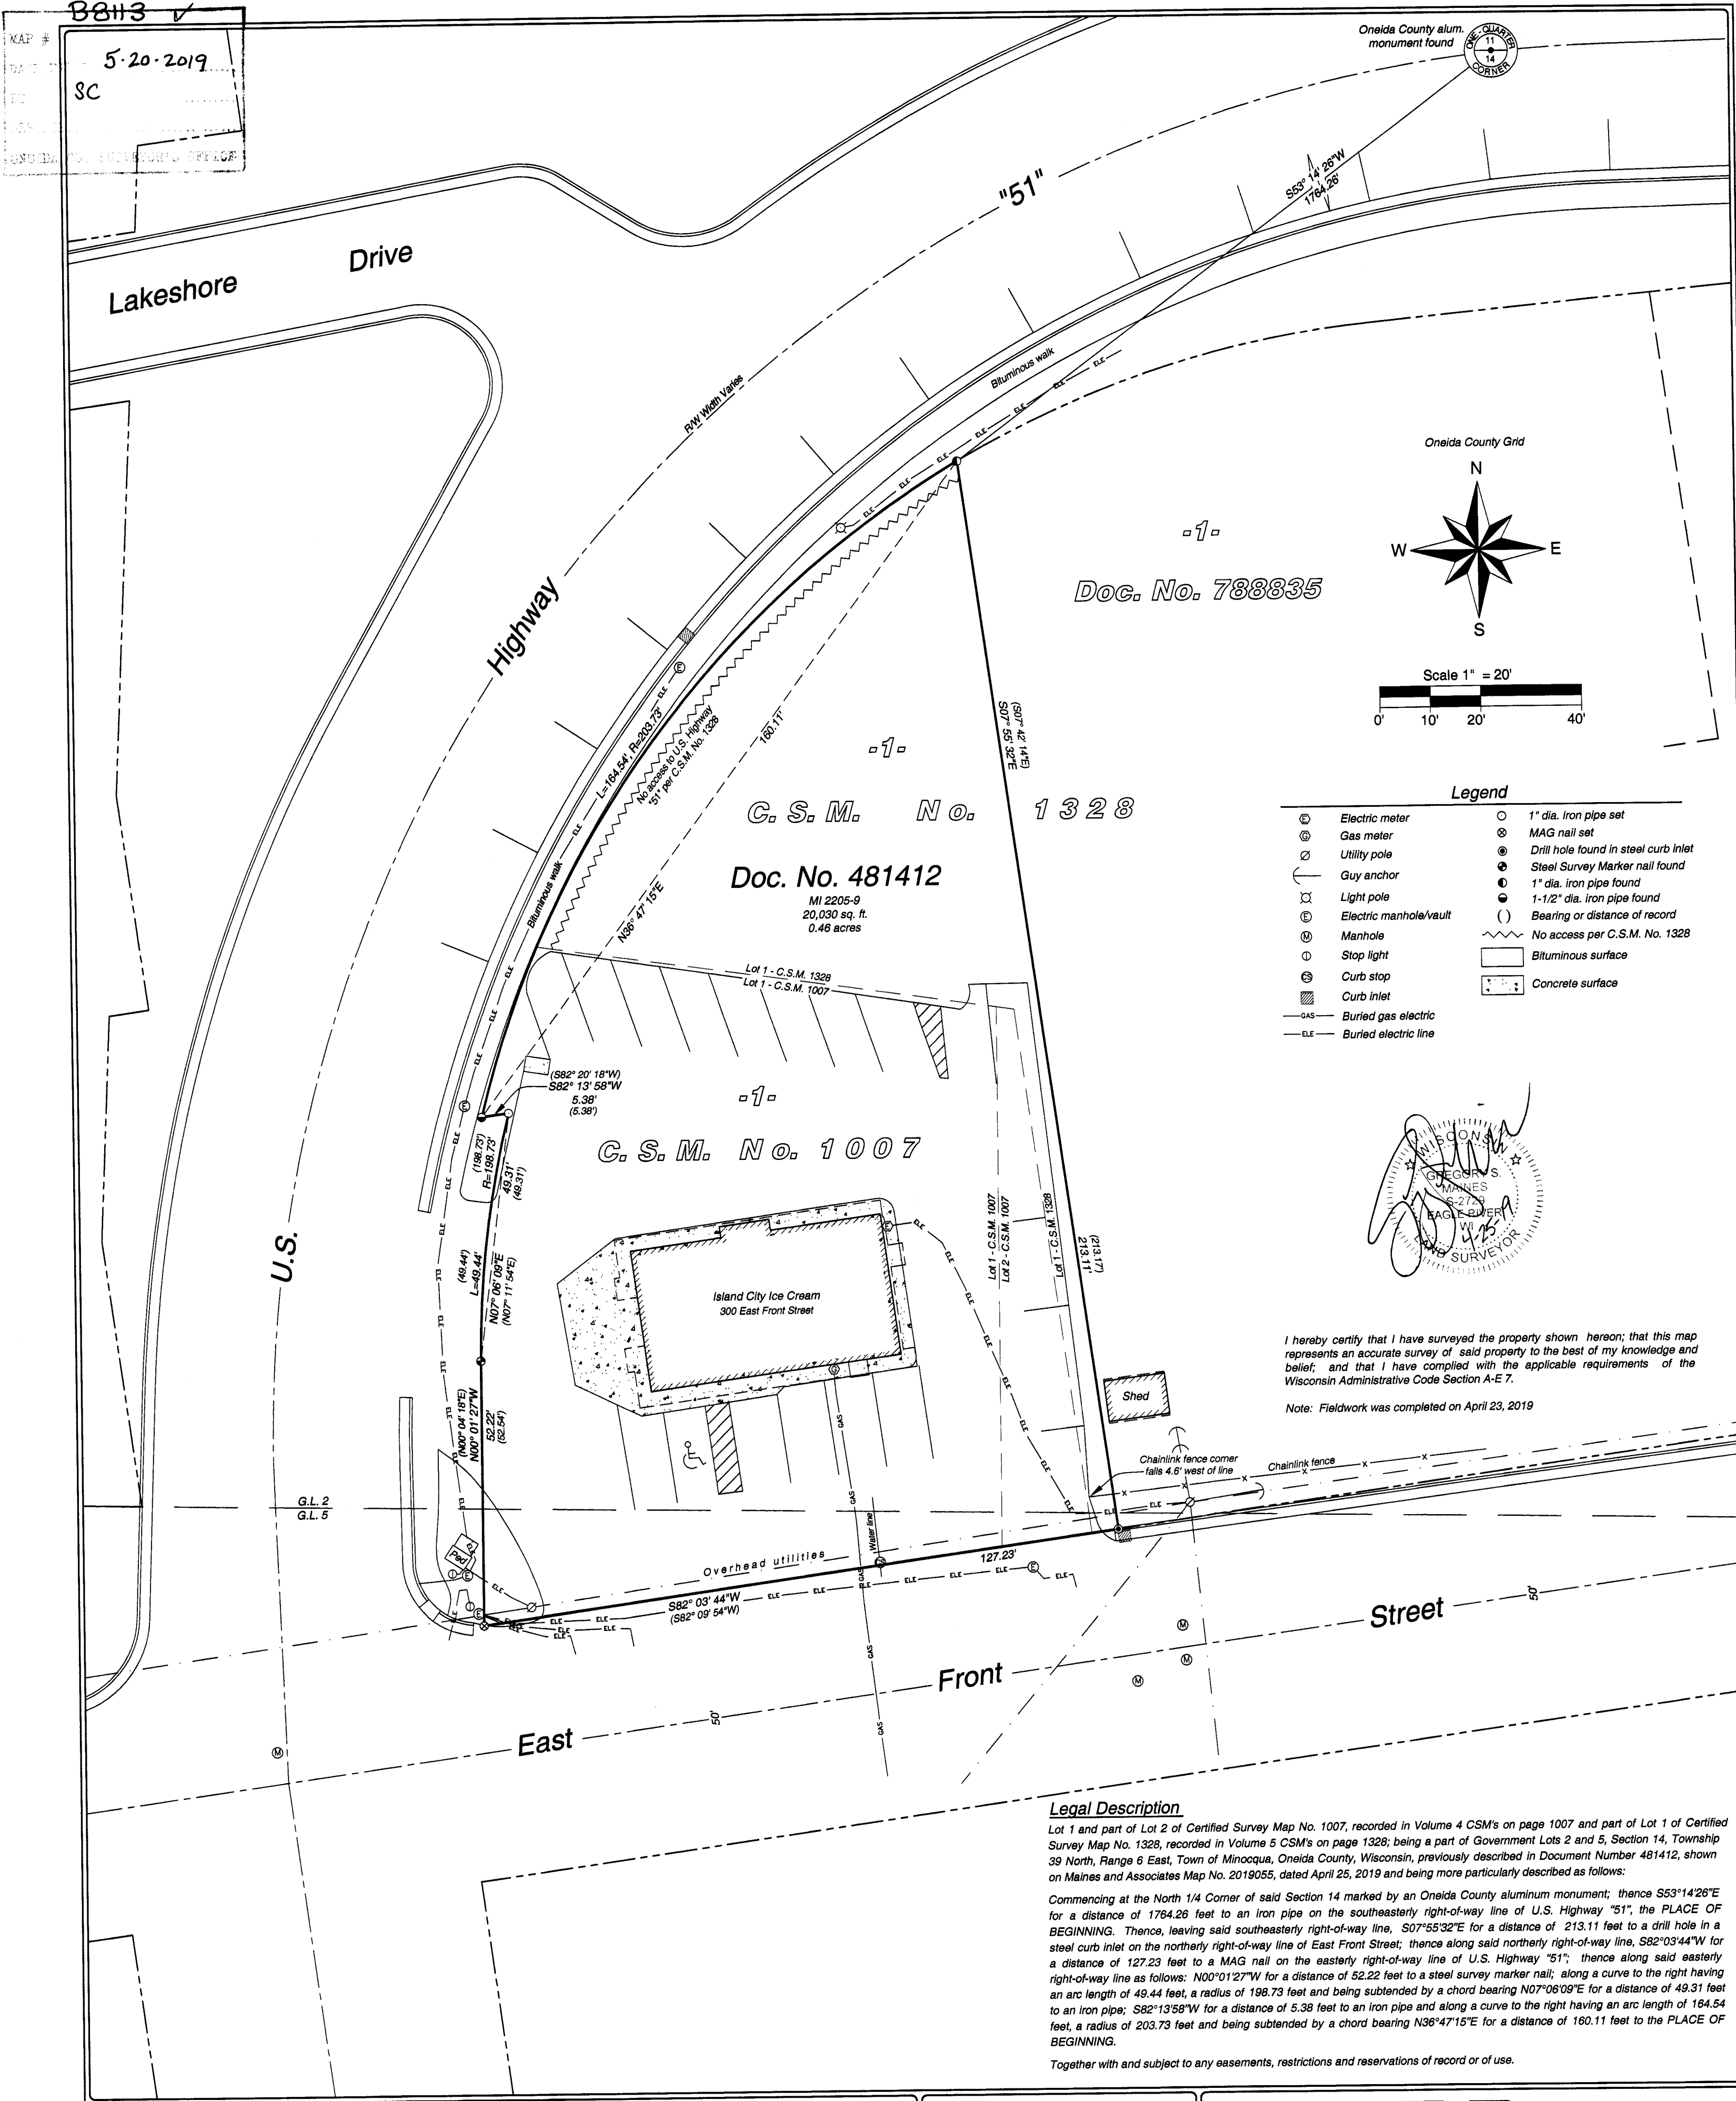 B8113 ✓
MAP #
5-20-2019
SC
ONEIDA CO. SURVEYOR'S OFFICE
Oneida County alum.
monument found
ONE-QUARTER
11
14
CORNER
S53° 14' 26"W
1764.26'
"51"
Lakeshore Drive
R/W Width Varies
Bituminous walk
ELE
Highway
Oneida County Grid
N
W E
S
-1-
Doc. No. 788835
Scale 1" = 20'
0' 10' 20' 40'
(S07° 42' 14"E)
S07° 55' 32"E
L=164.54', R=203.73'
No access to U.S. Highway
"51" per C.S.M. No. 1328
160.11'
N36° 47' 15"E
-1-
C. S. M. No. 1328
Doc. No. 481412
MI 2205-9
20,030 sq. ft.
0.46 acres
Bituminous walk
Lot 1 - C.S.M. 1328
Lot 1 - C.S.M. 1007
Legend
Electric meter
Gas meter
Utility pole
Guy anchor
Light pole
Electric manhole/vault
Manhole
Stop light
Curb stop
Curb inlet
GAS Buried gas electric
ELE Buried electric line
1" dia. iron pipe set
MAG nail set
Drill hole found in steel curb inlet
Steel Survey Marker nail found
1" dia. iron pipe found
1-1/2" dia. iron pipe found
( ) Bearing or distance of record
No access per C.S.M. No. 1328
Bituminous surface
Concrete surface
(S82° 20' 18"W)
S82° 13' 58"W
5.38'
(5.38')
-1-
C. S. M. No. 1007
(198.73')
R=198.73'
49.31'
(49.31')
(49.44')
L=49.44'
N07° 06' 09"E
(N07° 11' 54"E)
Lot 1 - C.S.M. 1007
Lot 2 - C.S.M. 1007
Lot 1 - C.S.M. 1328
(213.17')
213.11'
WISCONSIN
GREGORY S.
MAINES
S-2729
EAGLE RIVER
WI
4-25-19
LAND SURVEYOR
U.S.
Island City Ice Cream
300 East Front Street
I hereby certify that I have surveyed the property shown hereon; that this map
represents an accurate survey of said property to the best of my knowledge and
belief; and that I have complied with the applicable requirements of the
Wisconsin Administrative Code Section A-E 7.
Note: Fieldwork was completed on April 23, 2019
Shed
(N00° 04' 18"E)
N00° 01' 27"W
52.22'
(52.54')
Chainlink fence corner
falls 4.6' west of line
Chainlink fence
G.L. 2
G.L. 5
GAS
Water line
Ped
Overhead utilities
127.23'
S82° 03' 44"W
(S82° 09' 54"W)
East Front Street
50'
50'
Legal Description
Lot 1 and part of Lot 2 of Certified Survey Map No. 1007, recorded in Volume 4 CSM's on page 1007 and part of Lot 1 of Certified
Survey Map No. 1328, recorded in Volume 5 CSM's on page 1328; being a part of Government Lots 2 and 5, Section 14, Township
39 North, Range 6 East, Town of Minocqua, Oneida County, Wisconsin, previously described in Document Number 481412, shown
on Maines and Associates Map No. 2019055, dated April 25, 2019 and being more particularly described as follows:
Commencing at the North 1/4 Corner of said Section 14 marked by an Oneida County aluminum monument; thence S53°14'26"E
for a distance of 1764.26 feet to an iron pipe on the southeasterly right-of-way line of U.S. Highway "51", the PLACE OF
BEGINNING. Thence, leaving said southeasterly right-of-way line, S07°55'32"E for a distance of 213.11 feet to a drill hole in a
steel curb inlet on the northerly right-of-way line of East Front Street; thence along said northerly right-of-way line, S82°03'44"W for
a distance of 127.23 feet to a MAG nail on the easterly right-of-way line of U.S. Highway "51"; thence along said easterly
right-of-way line as follows: N00°01'27"W for a distance of 52.22 feet to a steel survey marker nail; along a curve to the right having
an arc length of 49.44 feet, a radius of 198.73 feet and being subtended by a chord bearing N07°06'09"E for a distance of 49.31 feet
to an iron pipe; S82°13'58"W for a distance of 5.38 feet to an iron pipe and along a curve to the right having an arc length of 164.54
feet, a radius of 203.73 feet and being subtended by a chord bearing N36°47'15"E for a distance of 160.11 feet to the PLACE OF
BEGINNING.
Together with and subject to any easements, restrictions and reservations of record or of use.